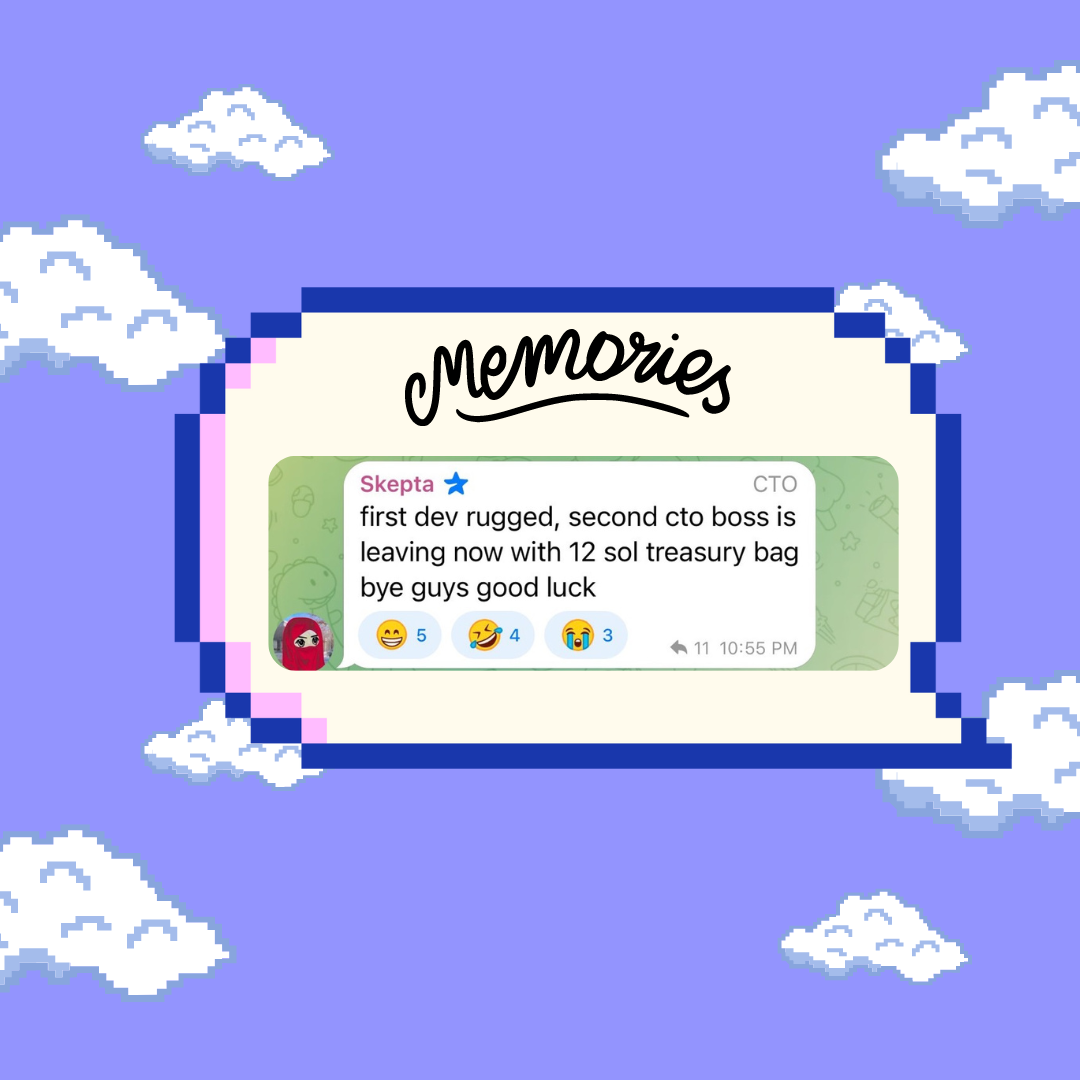 Memories
Skepta CTO
first dev rugged, second cto boss is
leaving now with 12 sol treasury bag
bye guys good luck
😁 5 🤣 4 😭 3 11 10:55 PM